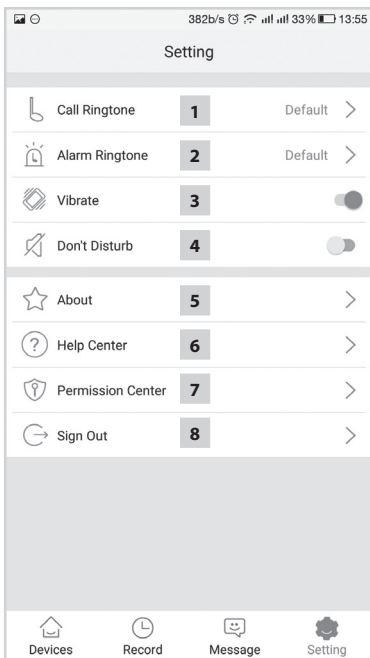 382b/s 33% 13:55
Setting
Call Ringtone 1 Default
Alarm Ringtone 2 Default
Vibrate 3
Don't Disturb 4
About 5
? Help Center 6
Permission Center 7
Sign Out 8
Devices Record Message Setting